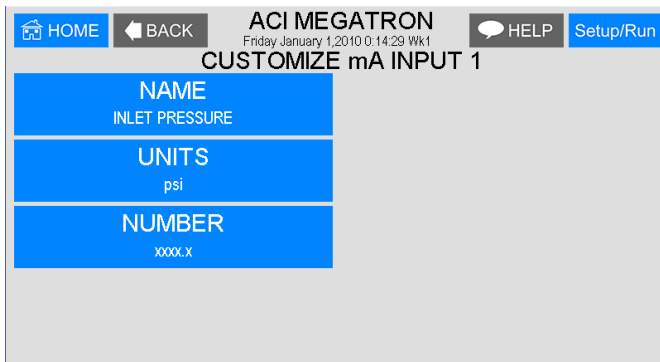 HOME BACK ACI MEGATRON HELP Setup/Run
Friday January 1,2010 0:14:29 Wk1
CUSTOMIZE mA INPUT 1
NAME
INLET PRESSURE
UNITS
psi
NUMBER
xxxx.x